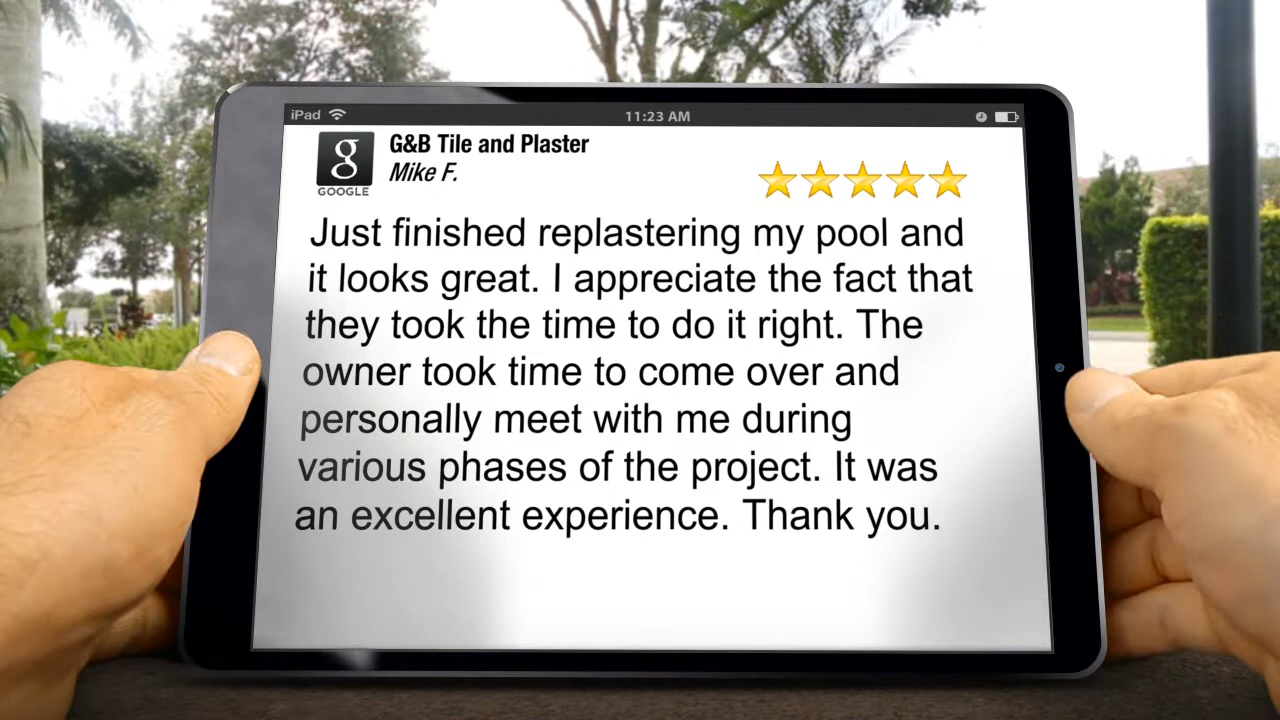 iPad 11:23 AM
g
GOOGLE
G&B Tile and Plaster
Mike F.
Just finished replastering my pool and
it looks great. I appreciate the fact that
they took the time to do it right. The
owner took time to come over and
personally meet with me during
various phases of the project. It was
an excellent experience. Thank you.